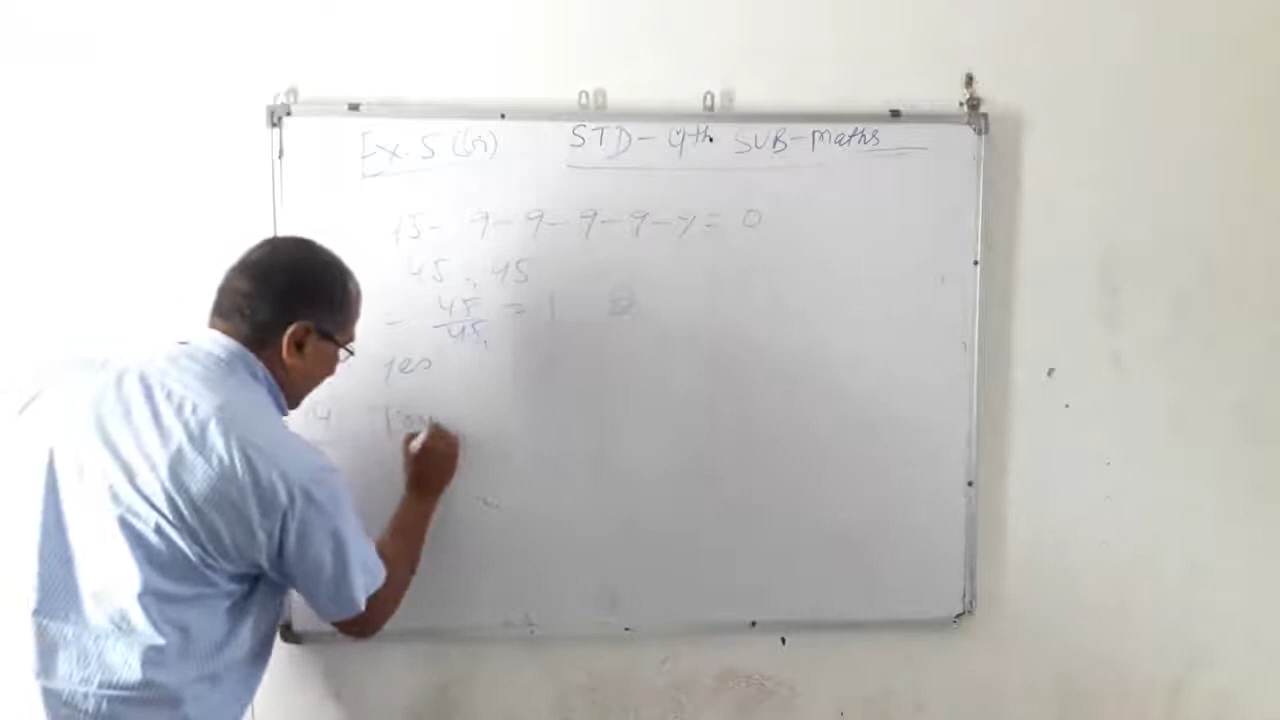 Ex. 5 (G) STD - 4th SUB - Maths
45 - 9 - 9 - 9 - 9 - 9 = 0
45, 45
= 45/45 = 1
Yes